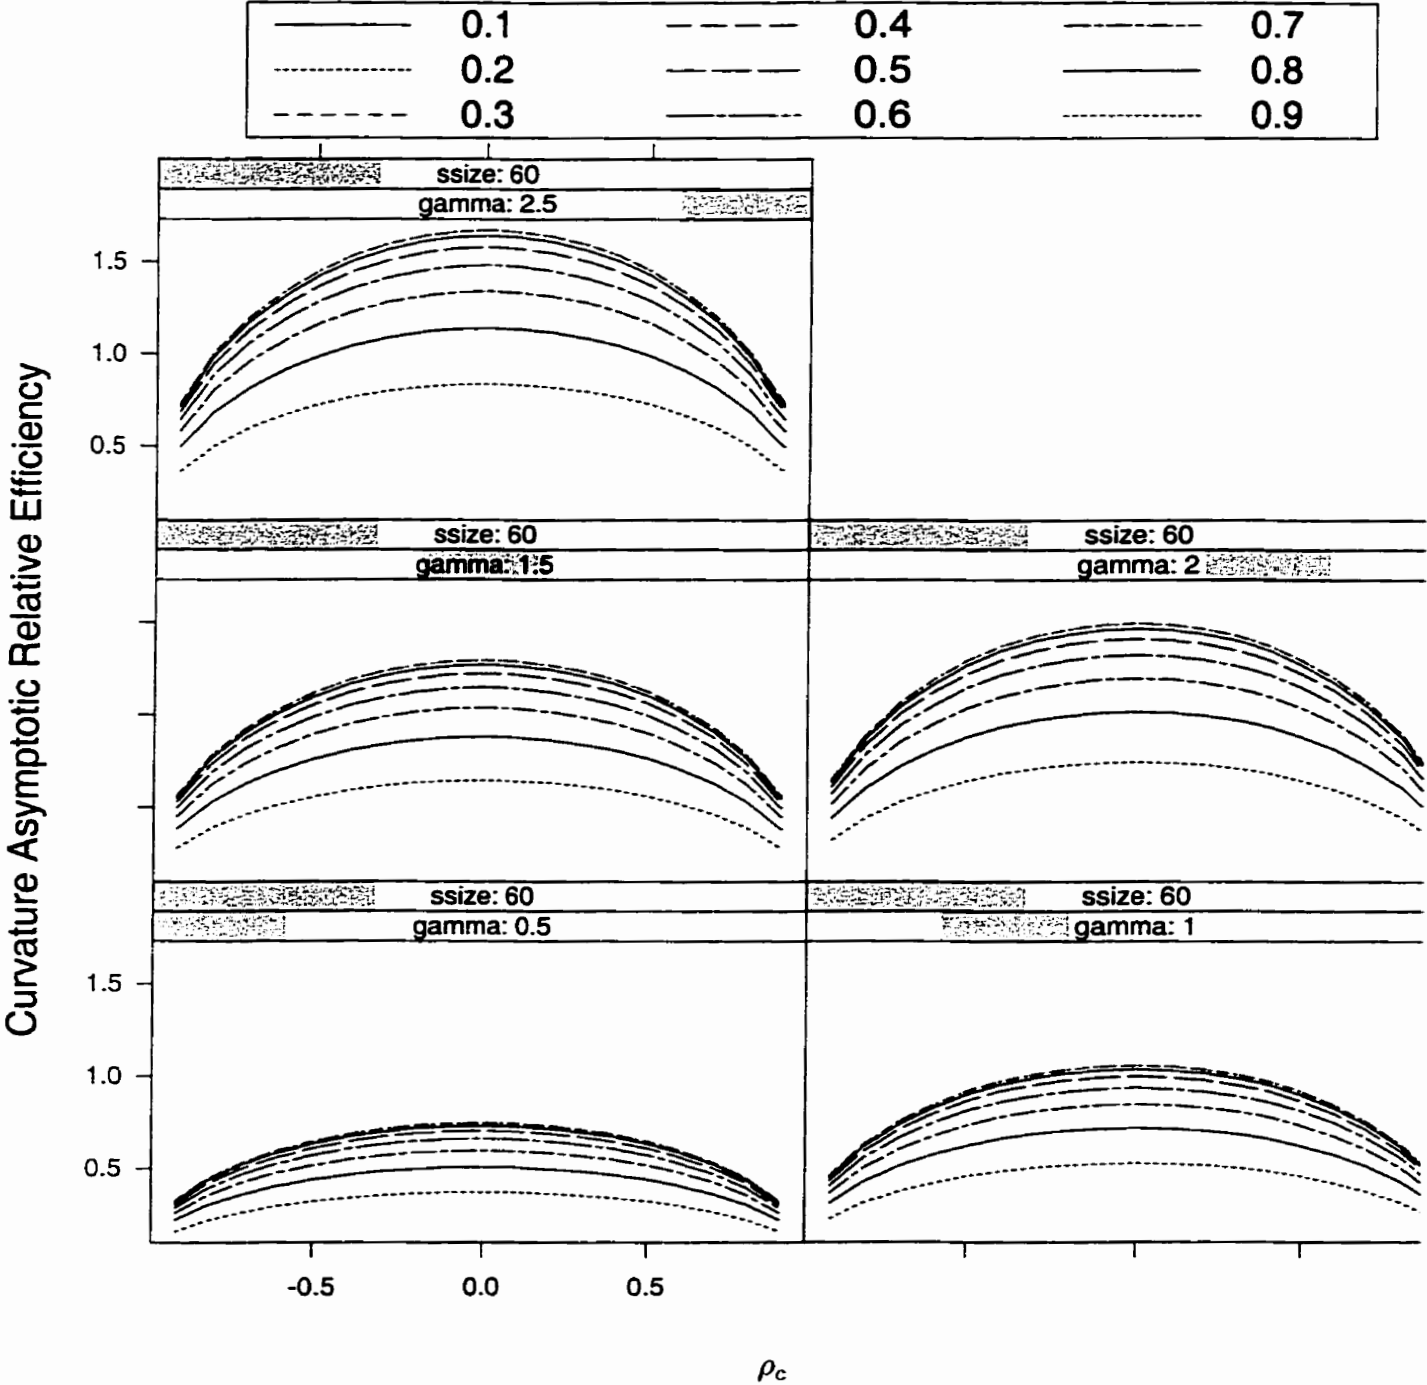 0.1 0.4 0.7
0.2 0.5 0.8
0.3 0.6 0.9
ssize: 60
gamma: 2.5
1.5
1.0
0.5
ssize: 60 ssize: 60
gamma: 1.5 gamma: 2
ssize: 60 ssize: 60
gamma: 0.5 gamma: 1
1.5
1.0
0.5
-0.5 0.0 0.5
Curvature Asymptotic Relative Efficiency
ρc